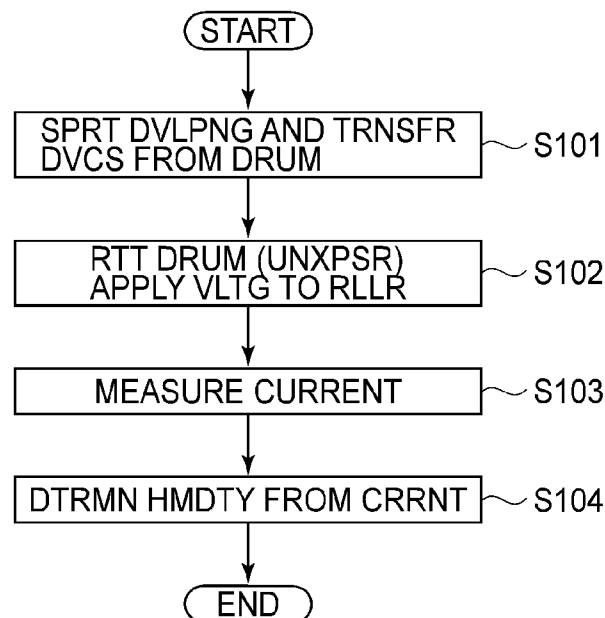 START
SPRT DVLPNG AND TRNSFR
DVCS FROM DRUM
S101
RTT DRUM (UNXPSR)
APPLY VLTG TO RLLR
S102
MEASURE CURRENT
S103
DTRMN HMDTY FROM CRRNT
S104
END